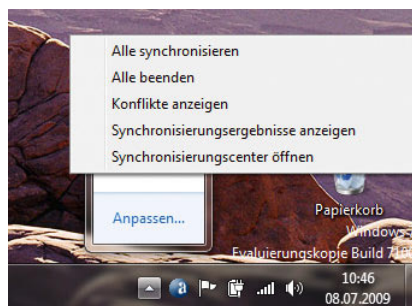 Alle synchronisieren
Alle beenden
Konflikte anzeigen
Synchronisierungsergebnisse anzeigen
Synchronisierungscenter öffnen
Anpassen...
Papierkorb
Windows
Evaluierungskopie Build
10:46
08.07.2009